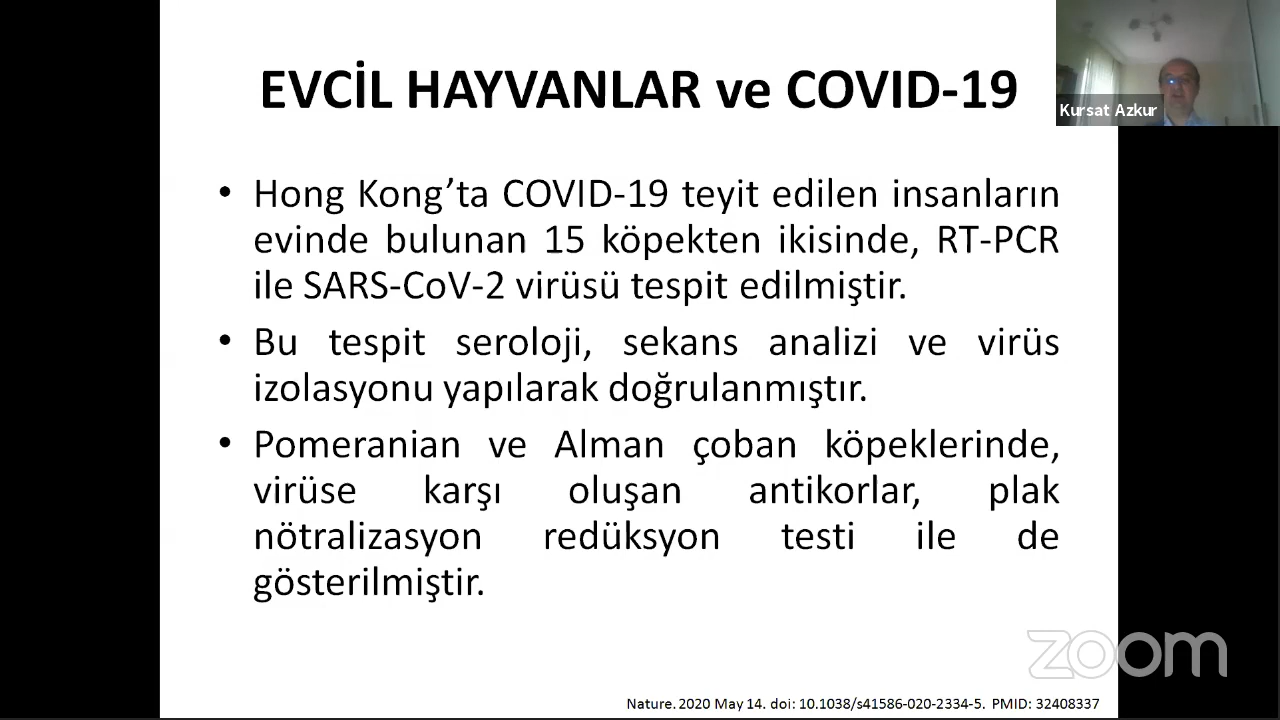 EVCİL HAYVANLAR ve COVID-19
Kursat Azkur
• Hong Kong’ta COVID-19 teyit edilen insanların
evinde bulunan 15 köpekten ikisinde, RT-PCR
ile SARS-CoV-2 virüsü tespit edilmiştir.
• Bu tespit seroloji, sekans analizi ve virüs
izolasyonu yapılarak doğrulanmıştır.
• Pomeranian ve Alman çoban köpeklerinde,
virüse karşı oluşan antikorlar, plak
nötralizasyon redüksyon testi ile de
gösterilmiştir.
zoom
Nature. 2020 May 14. doi: 10.1038/s41586-020-2334-5. PMID: 32408337